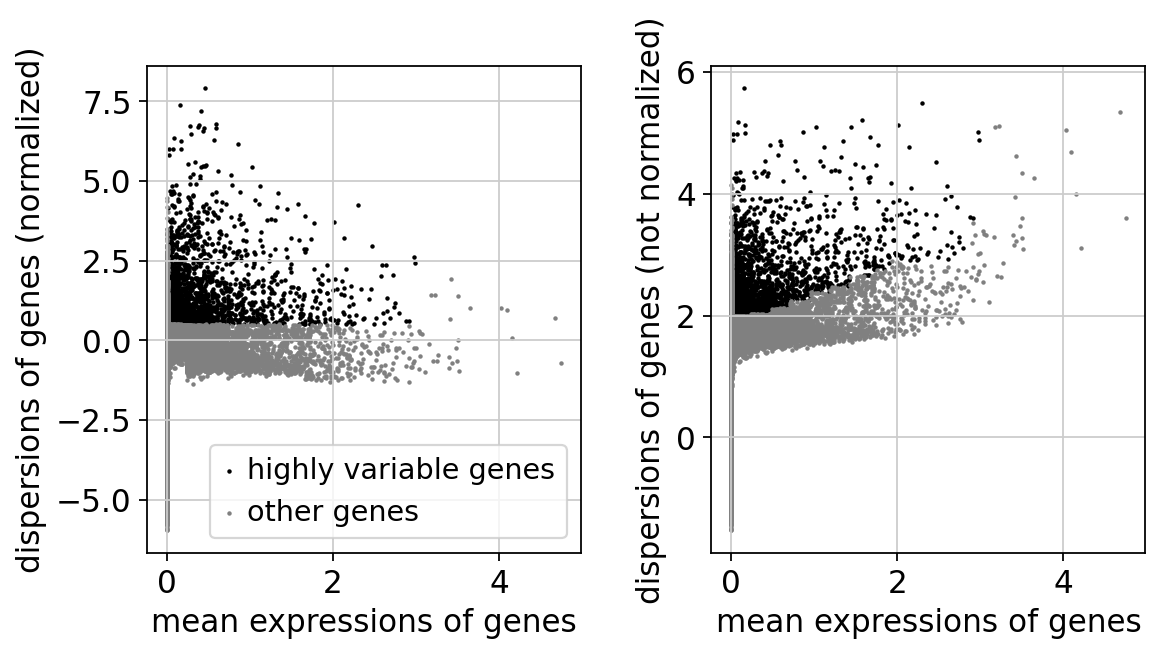 dispersions of genes (normalized)
7.5
5.0
2.5
0.0
−2.5
−5.0
highly variable genes
other genes
0 2 4
mean expressions of genes
dispersions of genes (not normalized)
6
4
2
0
0 2 4
mean expressions of genes